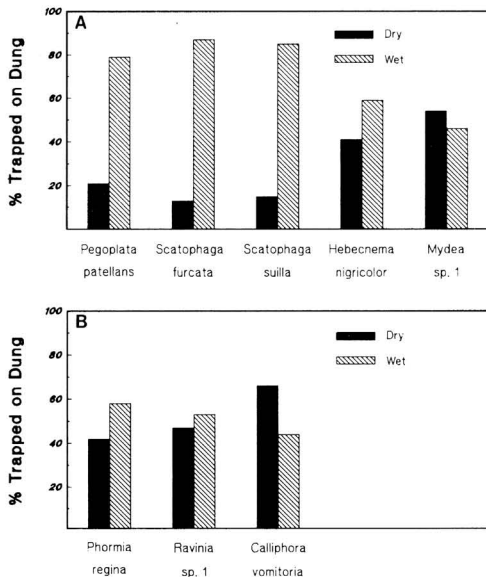 100
A
Dry
80
Wet
60
40
20
% Trapped on Dung
Pegoplata Scatophaga Scatophaga Hebecnema Mydea
patellans furcata suilla nigricolor sp. 1
100
B
Dry
80
Wet
60
40
20
% Trapped on Dung
Phormia Ravinia Calliphora
regina sp. 1 vomitoria